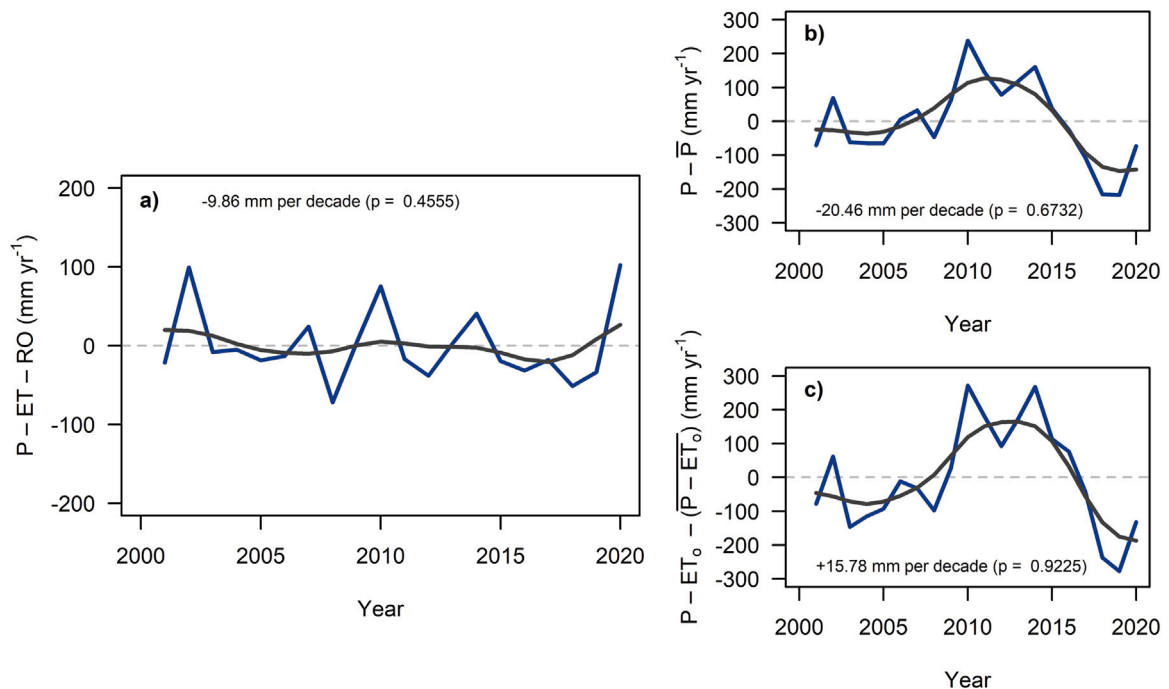 a)
-9.86 mm per decade (p = 0.4555)
P – ET – RO (mm yr⁻¹)
200
100
0
-100
-200
2000 2005 2010 2015 2020
Year
b)
P – P̅ (mm yr⁻¹)
300
200
100
0
-100
-200
-300
-20.46 mm per decade (p = 0.6732)
2000 2005 2010 2015 2020
Year
c)
P – ETₒ – (P̅ ̅–̅ ̅E̅T̅ₒ) (mm yr⁻¹)
300
200
100
0
-100
-200
-300
+15.78 mm per decade (p = 0.9225)
2000 2005 2010 2015 2020
Year